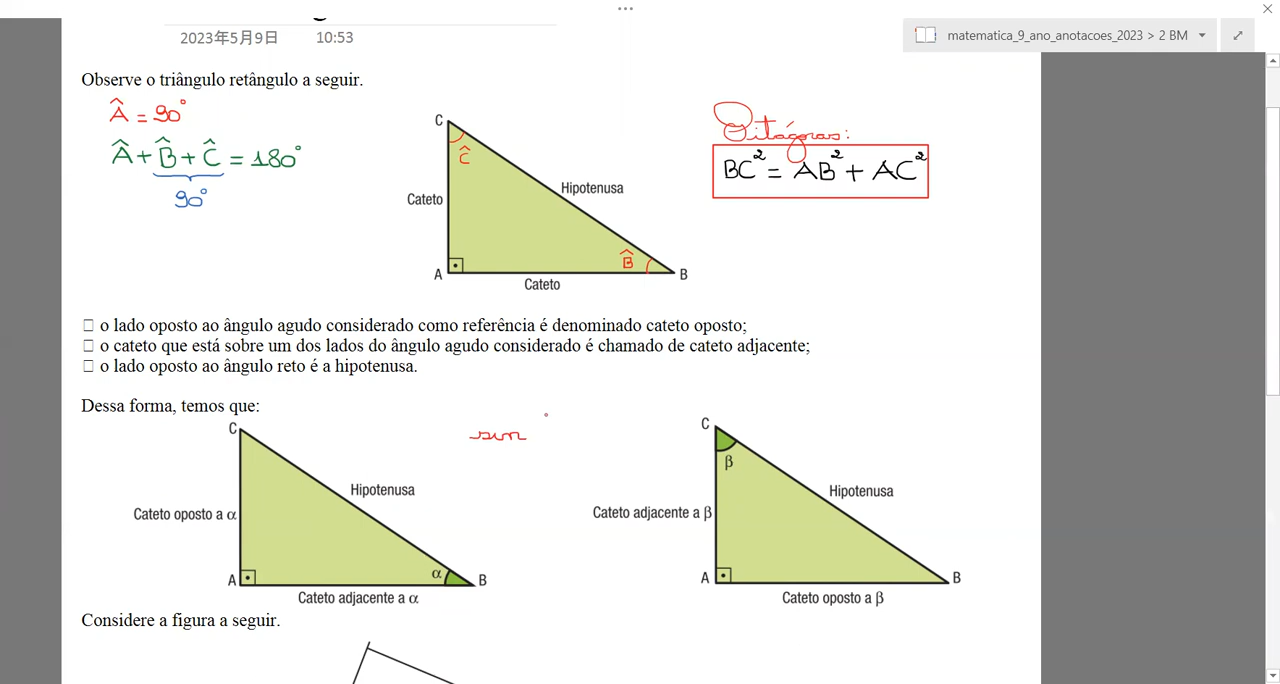 2023年5月9日 10:53
matematica_9_ano_anotacoes_2023 > 2 BM
Observe o triângulo retângulo a seguir.
Â = 90°
Â + B̂ + Ĉ = 180°
90°
C
Ĉ
Cateto
Hipotenusa
B̂
A
B
Cateto
Pitágoras:
BC² = AB² + AC²
□ o lado oposto ao ângulo agudo considerado como referência é denominado cateto oposto;
□ o cateto que está sobre um dos lados do ângulo agudo considerado é chamado de cateto adjacente;
□ o lado oposto ao ângulo reto é a hipotenusa.
Dessa forma, temos que:
C
Hipotenusa
Cateto oposto a α
α
A
B
Cateto adjacente a α
sen
C
β
Hipotenusa
Cateto adjacente a β
A
B
Cateto oposto a β
Considere a figura a seguir.